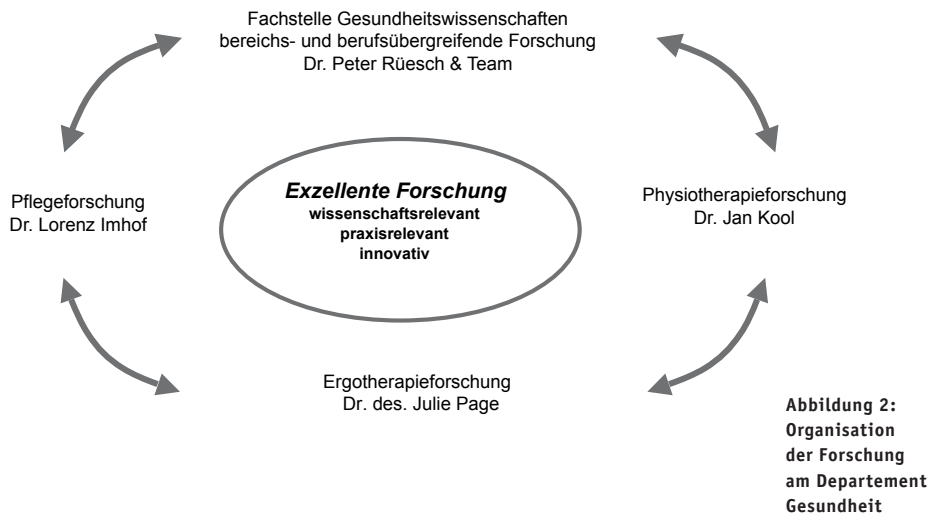 Fachstelle Gesundheitswissenschaften
bereichs- und berufsübergreifende Forschung
Dr. Peter Rüesch & Team
Pflegeforschung
Dr. Lorenz Imhof
Exzellente Forschung
wissenschaftsrelevant
praxisrelevant
innovativ
Physiotherapieforschung
Dr. Jan Kool
Ergotherapieforschung
Dr. des. Julie Page
Abbildung 2:
Organisation
der Forschung
am Departement
Gesundheit